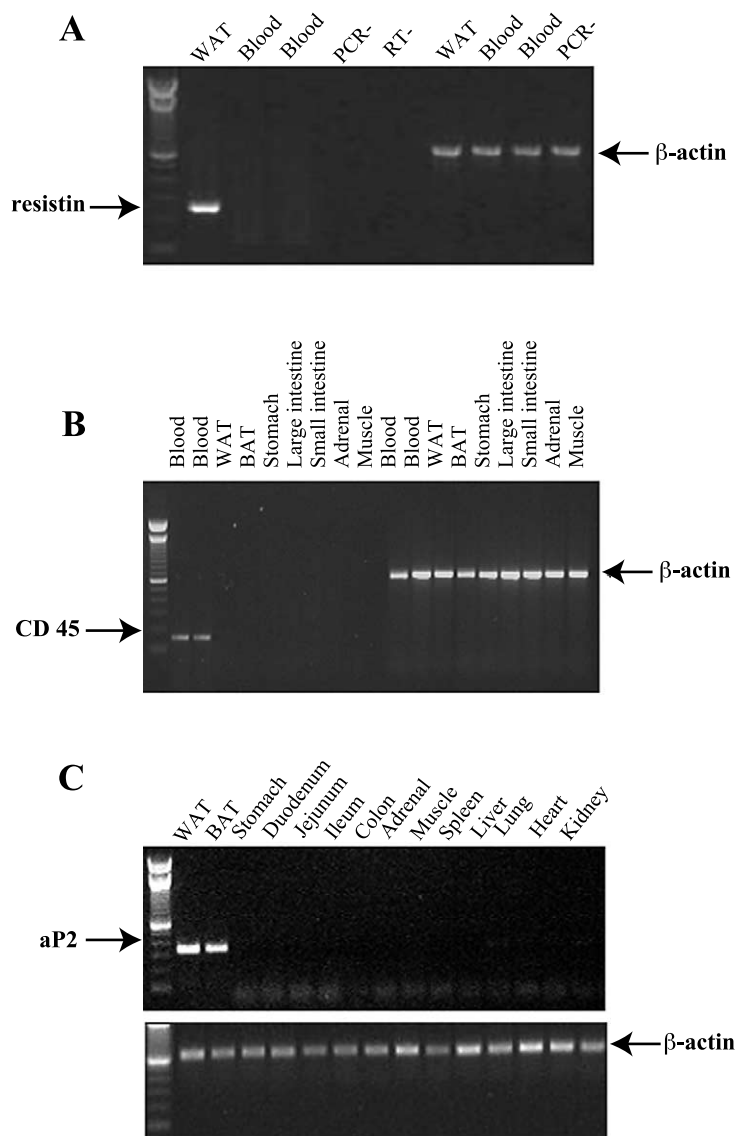 A
WAT
Blood
Blood
PCR-
RT-
WAT
Blood
Blood
PCR-
β-actin
resistin
B
Blood
Blood
WAT
BAT
Stomach
Large intestine
Small intestine
Adrenal
Muscle
Blood
Blood
WAT
BAT
Stomach
Large intestine
Small intestine
Adrenal
Muscle
β-actin
CD 45
C
WAT
BAT
Stomach
Duodenum
Jejunum
Ileum
Colon
Adrenal
Muscle
Spleen
Liver
Lung
Heart
Kidney
aP2
β-actin